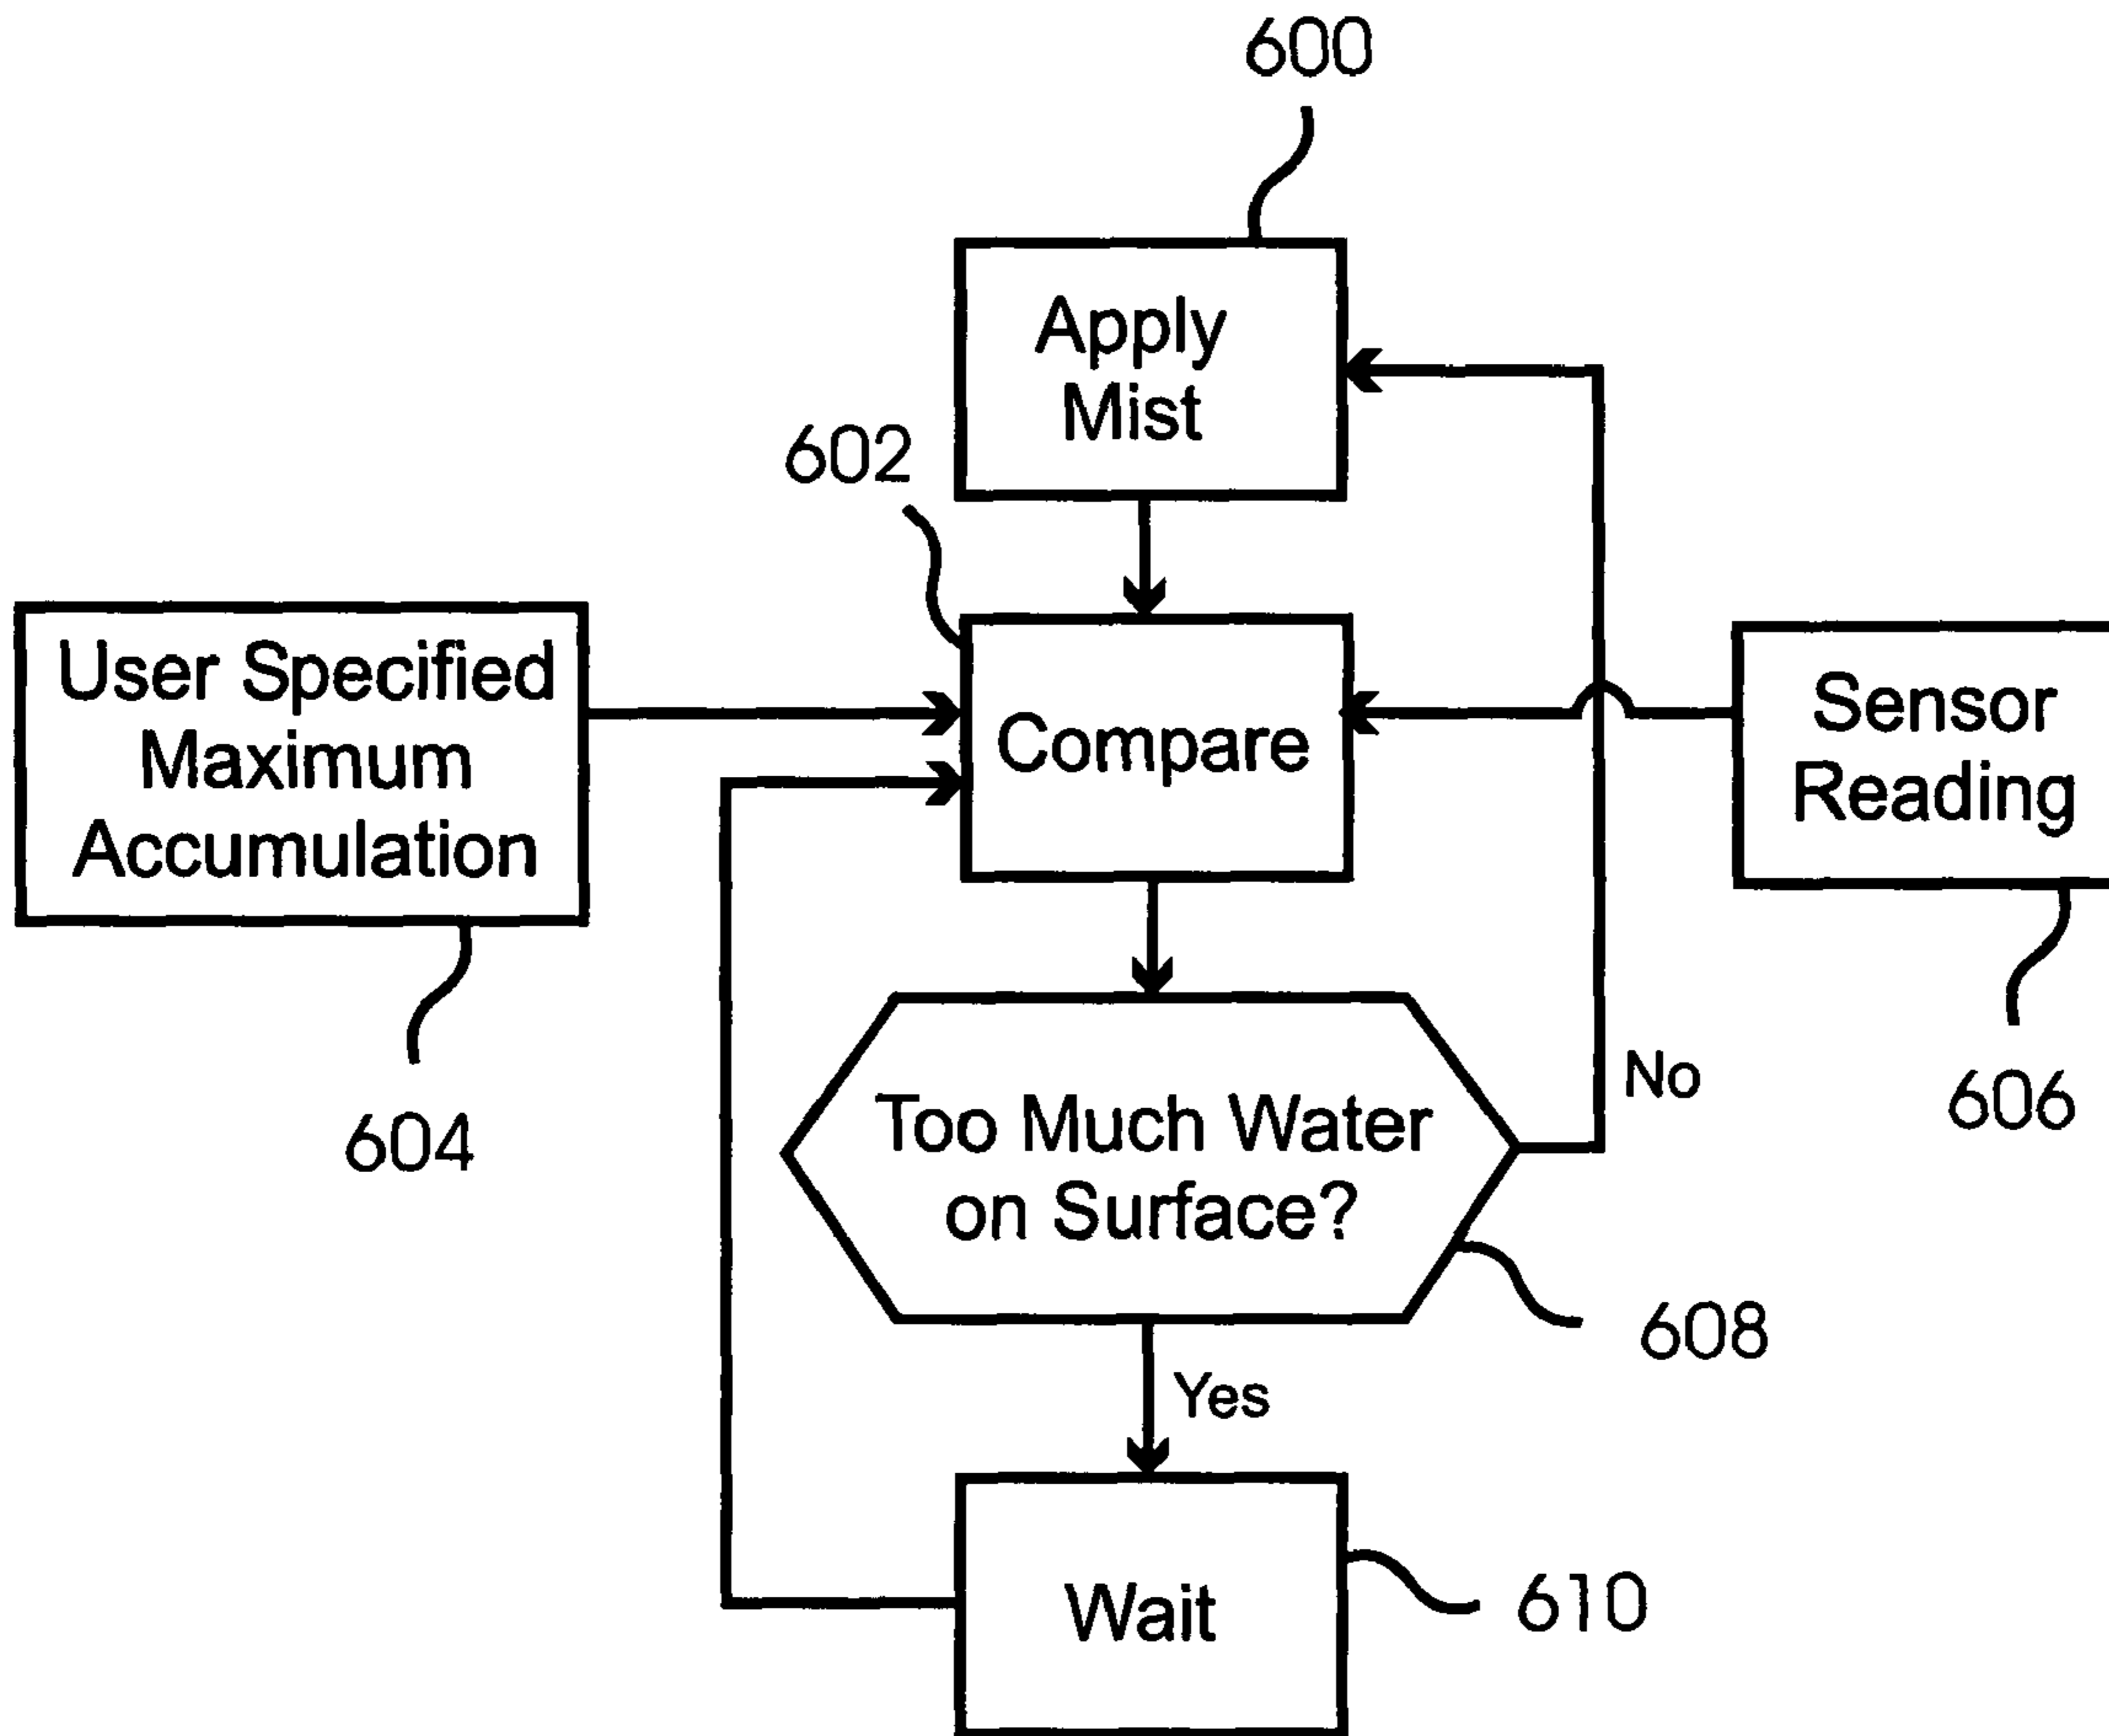 600
Apply
Mist
602
User Specified
Maximum
Accumulation
Compare
Sensor
Reading
604
606
No
Too Much Water
on Surface?
608
Yes
Wait
610